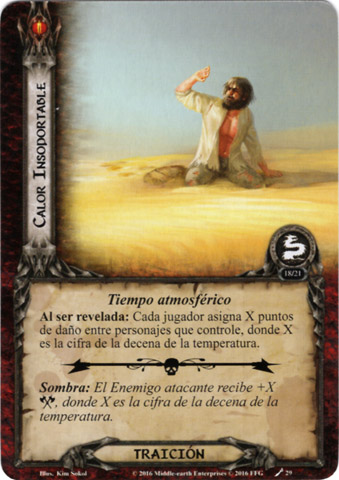 CALOR INSOPORTABLE
18/21
Tiempo atmosférico
Al ser revelada: Cada jugador asigna X puntos
de daño entre personajes que controle, donde X
es la cifra de la decena de la temperatura.
Sombra: El Enemigo atacante recibe +X
, donde X es la cifra de la decena de la
temperatura.
TRAICIÓN
Illus. Kim Sokol © 2016 Middle-earth Enterprises © 2016 FFG 29